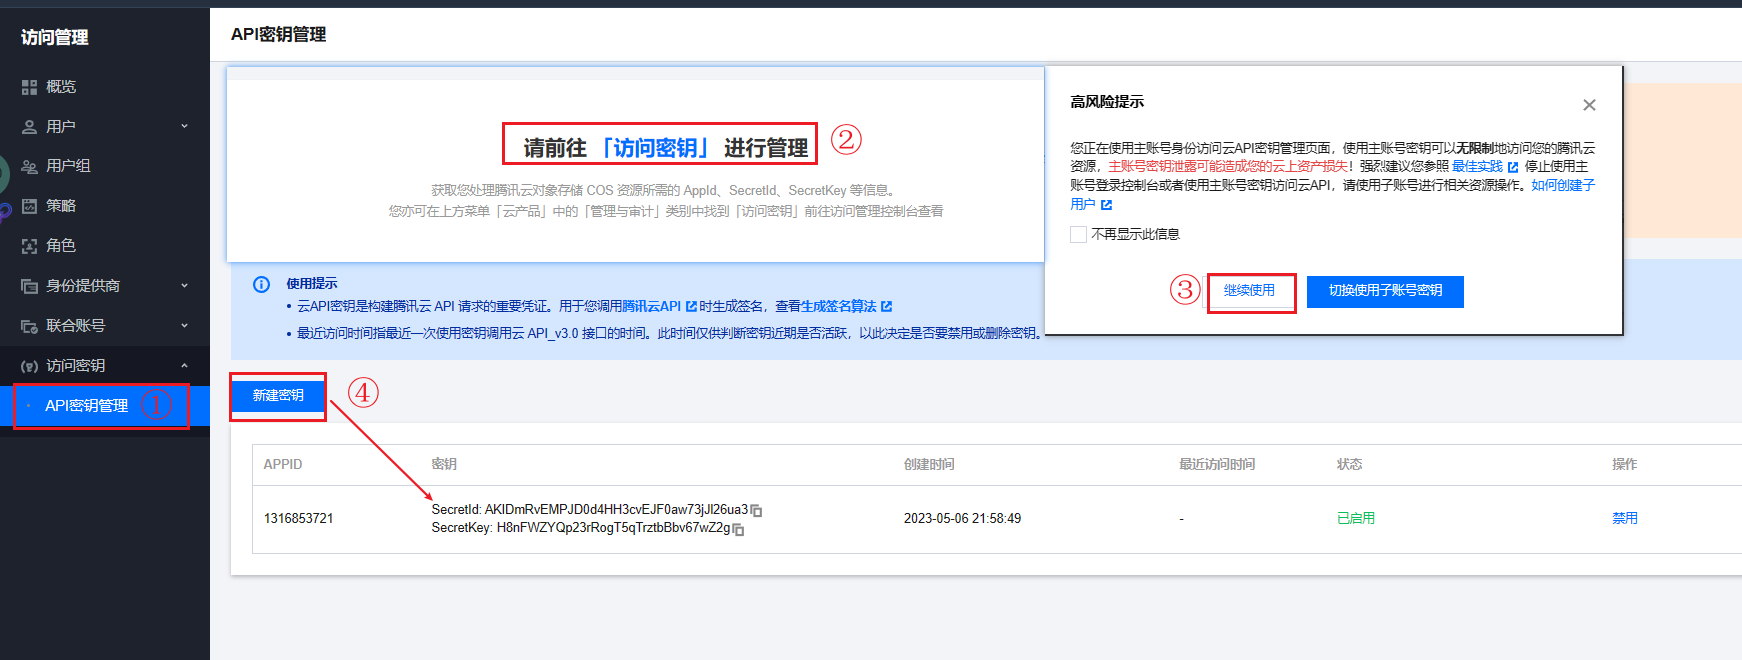 访问管理
概览
用户
用户组
策略
角色
身份提供商
联合账号
访问密钥
API密钥管理 ①
API密钥管理
请前往「访问密钥」进行管理 ②
获取您处理腾讯云对象存储 COS 资源所需的 AppId、SecretId、SecretKey 等信息。
您亦可在上方菜单「云产品」中的「管理与审计」类别中找到「访问密钥」前往访问管理控制台查看
高风险提示
您正在使用主账号身份访问云API密钥管理页面，使用主账号密钥可以无限制地访问您的腾讯云
资源，主账号密钥泄露可能造成您的云上资产损失！强烈建议您参照 最佳实践 停止使用主
账号登录控制台或者使用主账号密钥访问云API，请使用子账号进行相关资源操作。如何创建子
用户
不再显示此信息
③ 继续使用 切换使用子账号密钥
使用提示
• 云API密钥是构建腾讯云 API 请求的重要凭证。用于您调用腾讯云API 时生成签名，查看生成签名算法
• 最近访问时间指最近一次使用密钥调用云 API_v3.0 接口的时间。此时间仅供判断密钥近期是否活跃，以此决定是否要禁用或删除密钥。
新建密钥 ④
APPID 密钥 创建时间 最近访问时间 状态 操作
SecretId: AKIDmRvEMPJD0d4HH3cvEJF0aw73jJl26ua3
1316853721 2023-05-06 21:58:49 - 已启用 禁用
SecretKey: H8nFWZYQp23rRogT5qTrztbBbv67wZ2g